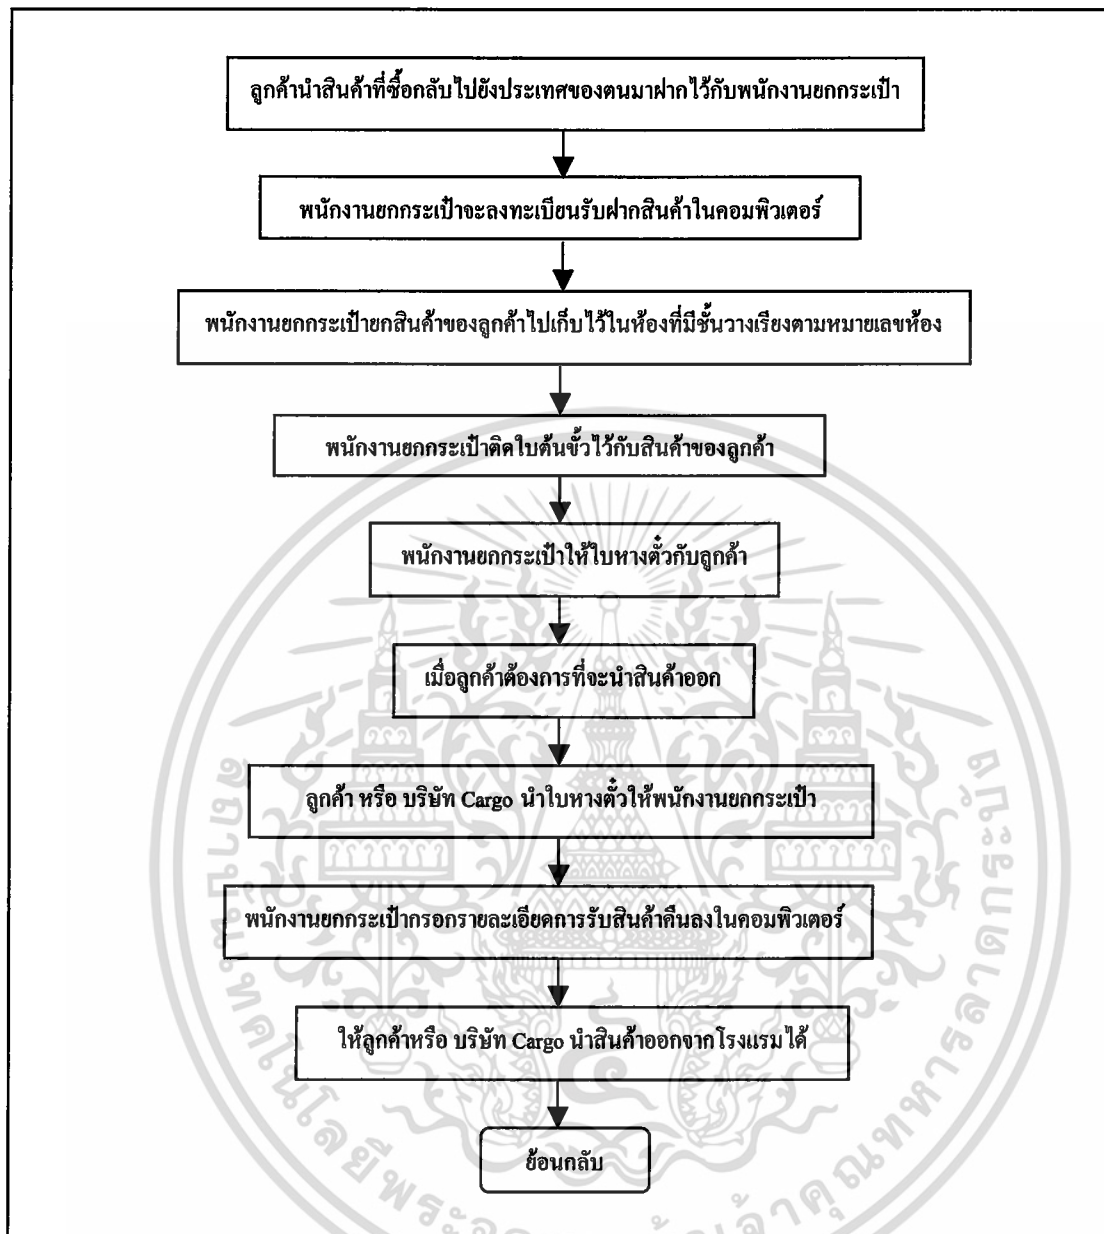 ลูกค้านำสินค้าที่ซื้อกลับไปยังประเทศของตนมาฝากไว้กับพนักงานยกกระเป๋า
พนักงานยกกระเป๋าจะลงทะเบียนรับฝากสินค้าในคอมพิวเตอร์
พนักงานยกกระเป๋ายกสินค้าของลูกค้าไปเก็บไว้ในห้องที่มีชั้นวางเรียงตามหมายเลขห้อง
พนักงานยกกระเป๋าติดใบต้นขั้วไว้กับสินค้าของลูกค้า
พนักงานยกกระเป๋าให้ใบหางตั๋วกับลูกค้า
เมื่อลูกค้าต้องการที่จะนำสินค้าออก
ลูกค้า หรือ บริษัท Cargo นำใบหางตั๋วให้พนักงานยกกระเป๋า
พนักงานยกกระเป๋ากรอกรายละเอียดการรับสินค้าคืนลงในคอมพิวเตอร์
ให้ลูกค้าหรือ บริษัท Cargo นำสินค้าออกจากโรงแรมได้
ย้อนกลับ